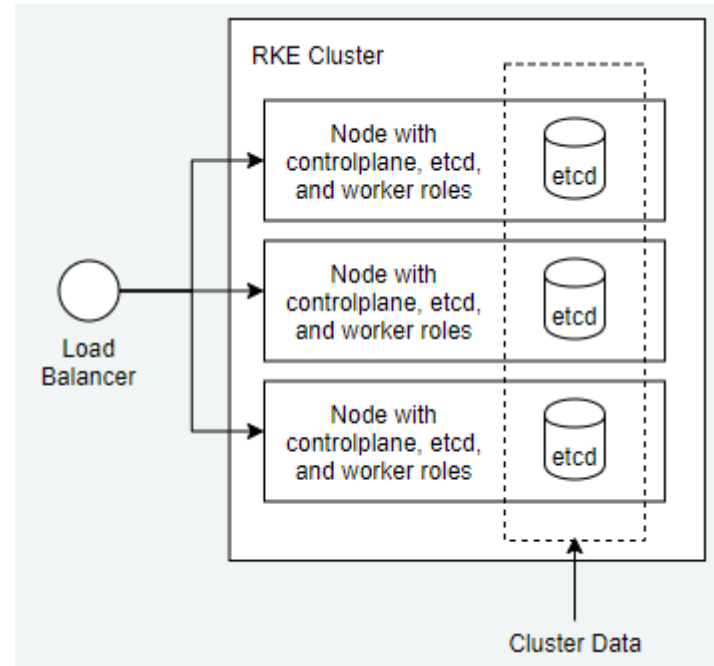 RKE Cluster
Node with
controlplane, etcd,
and worker roles
etcd
Node with
controlplane, etcd,
and worker roles
etcd
Load
Balancer
Node with
controlplane, etcd,
and worker roles
etcd
Cluster Data